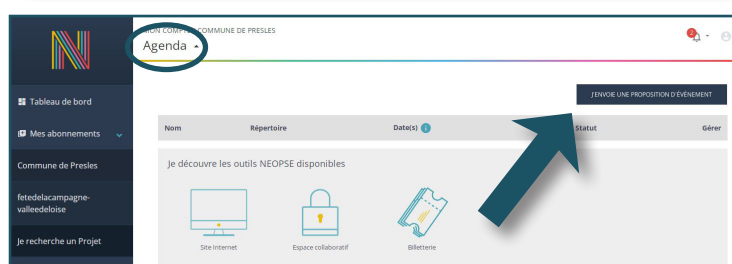 MON COMPTE COMMUNE DE PRESLES
Agenda
2
Tableau de bord
Mes abonnements
Commune de Presles
fetedelacampagne-
valleedeloise
Je recherche un Projet
J'ENVOIE UNE PROPOSITION D'ÉVÉNEMENT
Nom Répertoire Date(s) i Statut Gérer
Je découvre les outils NEOPSE disponibles
Site Internet Espace collaboratif Billetterie